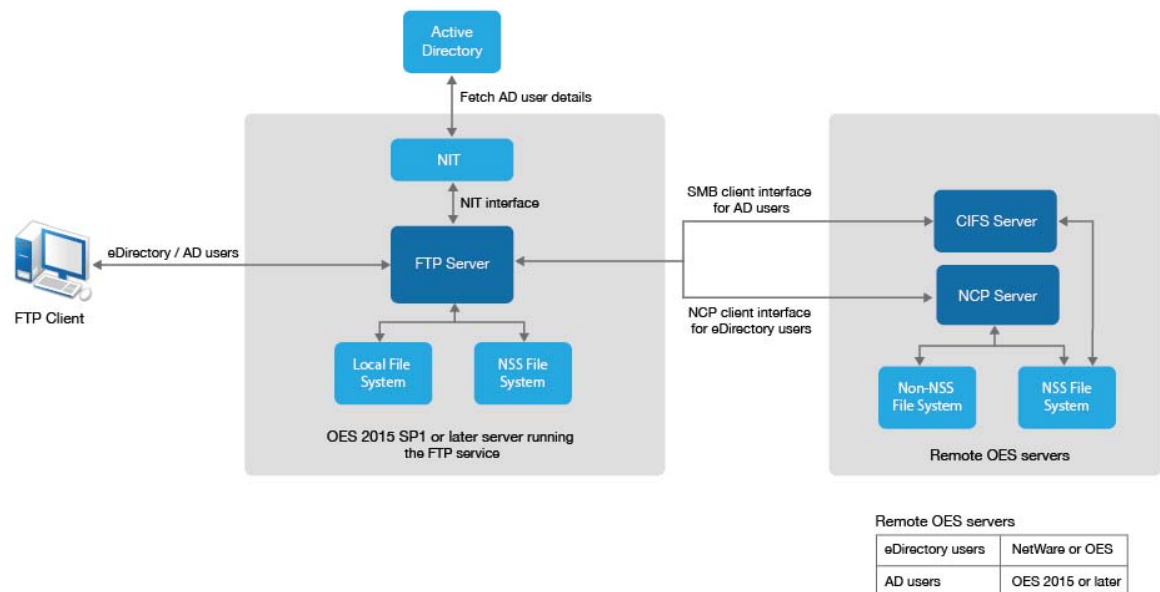 Active
Directory
Fetch AD user details
NIT
NIT interface
SMB client interface
for AD users
CIFS Server
eDirectory / AD users
FTP Server
NCP Server
FTP Client
NCP client interface
for eDirectory users
Local File
System
NSS File
System
Non-NSS
File System
NSS File
System
OES 2015 SP1 or later server running
the FTP service
Remote OES servers
Remote OES servers
eDirectory users NetWare or OES
AD users OES 2015 or later